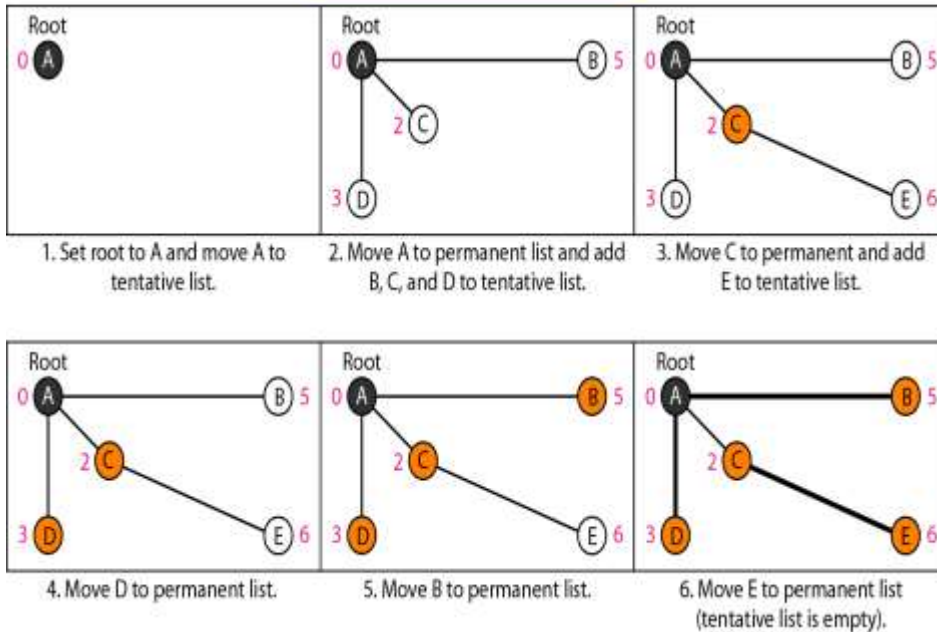 Root
0 A
1. Set root to A and move A to
tentative list.
Root
0 A B 5
2 C
3 D
2. Move A to permanent list and add
B, C, and D to tentative list.
Root
0 A B 5
2 C
3 D E 6
3. Move C to permanent and add
E to tentative list.
Root
0 A B 5
2 C
3 D E 6
4. Move D to permanent list.
Root
0 A B 5
2 C
3 D E 6
5. Move B to permanent list.
Root
0 A B 5
2 C
3 D E 6
6. Move E to permanent list
(tentative list is empty).